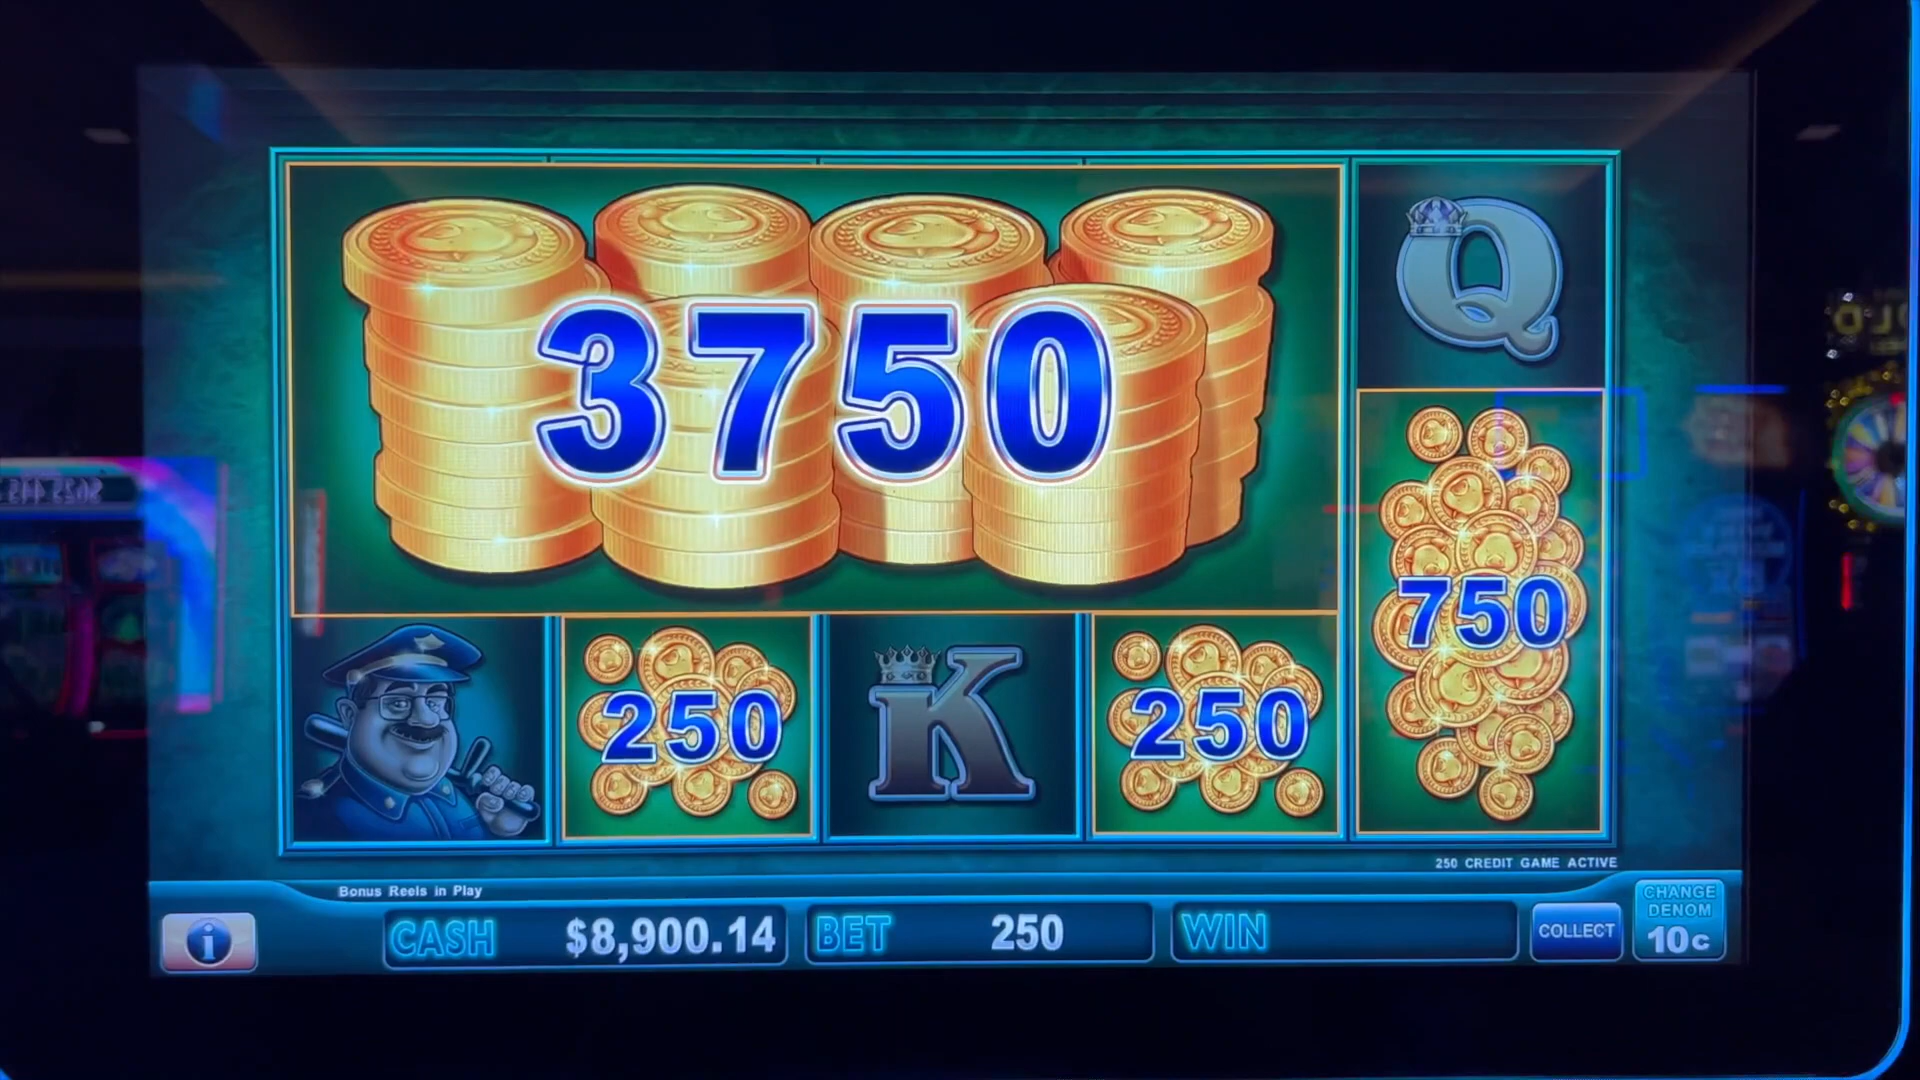 3750
Q
750
250
K
250
250 CREDIT GAME ACTIVE
Bonus Reels in Play
CASH $8,900.14
BET 250
WIN
COLLECT
CHANGE
DENOM
10¢